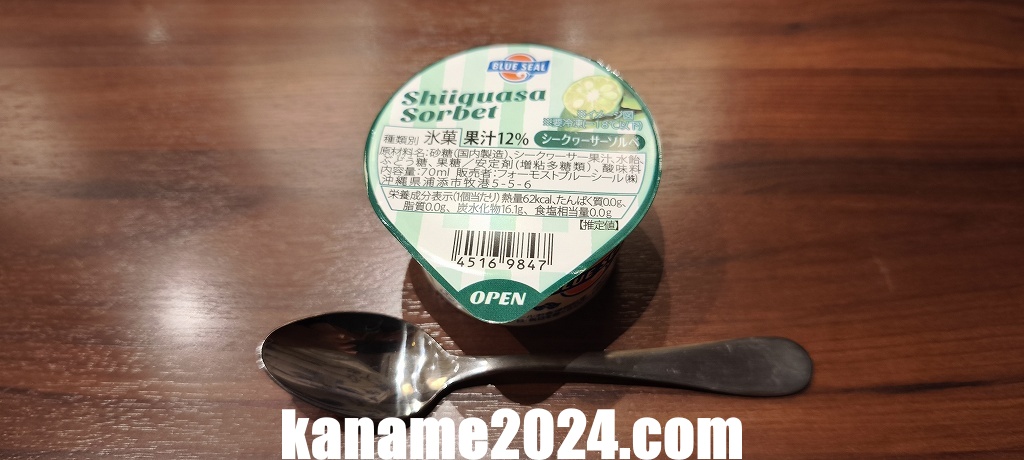 BLUE SEAL
Shiiquasa
Sorbet
種類別 氷菓 果汁12% シークヮーサーソルベ
原材料名:砂糖(国内製造)、シークヮーサー果汁、水飴、
ぶどう糖、果糖/安定剤(増粘多糖類)、酸味料
内容量:70ml 販売者:フォーモストブルーシール㈱
沖縄県浦添市牧港5-5-6
栄養成分表示(1個当たり) 熱量62kcal、たんぱく質0.0g、
脂質0.0g、炭水化物16.1g、食塩相当量0.0g
【推定値】
4516 9847
OPEN
kaname2024.com